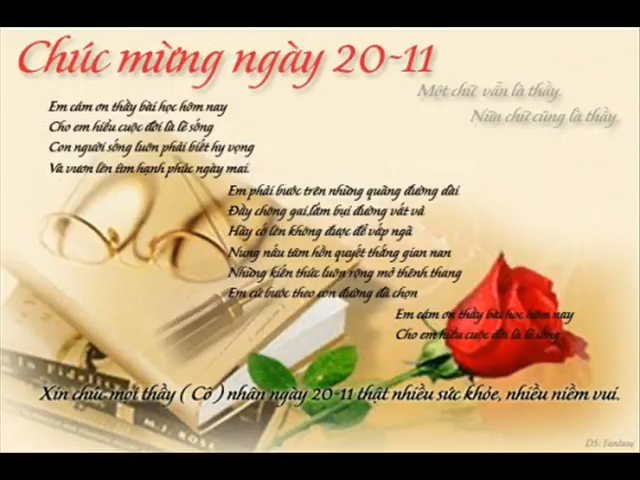 Chúc mừng ngày 20-11
Một chữ vẫn là thầy.
Nửa chữ cũng là thầy.
Em cám ơn thầy bài học hôm nay
Cho em hiểu cuộc đời là lẽ sống
Con người sống luôn phải biết hy vọng
Và vươn lên tìm hạnh phúc ngày mai.
Em phải bước trên những quãng đường dài
Đầy chông gai,lấm bụi đường vất vả
Hãy cố lên không được để vấp ngã
Nung nấu tâm hồn quyết thắng gian nan
Những kiến thức luôn rộng mở thênh thang
Em cứ bước theo con đường đã chọn
Em cám ơn thầy bài học hôm nay
Cho em hiểu cuộc đời là lẽ sống
Xin chúc mọi thầy ( Cô ) nhân ngày 20-11 thật nhiều sức khỏe, nhiều niềm vui.
M. J. ROSE
DS: Fantasy